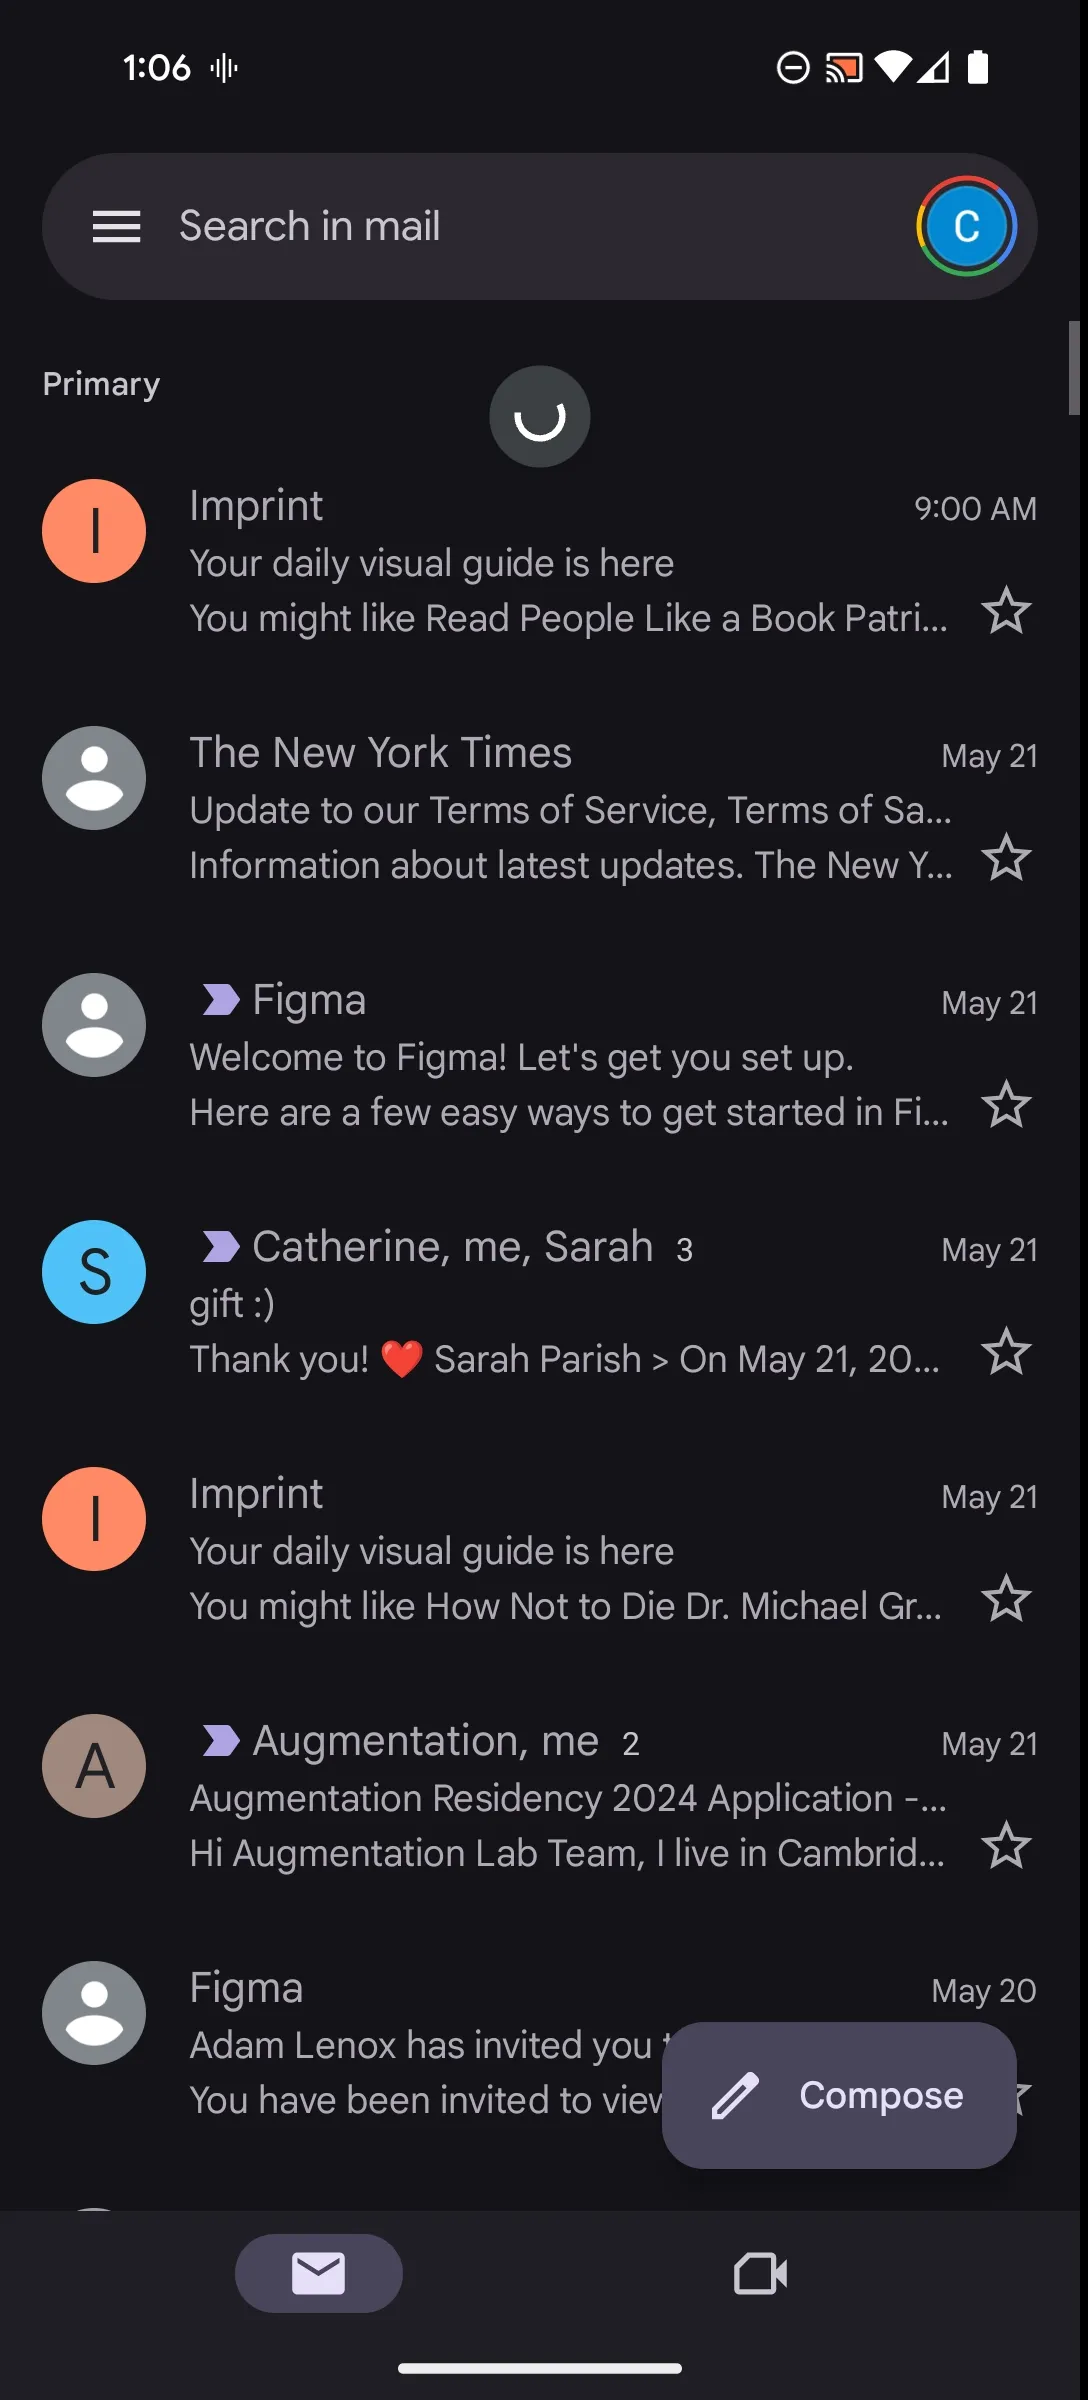 1:06
Search in mail
C
Primary
I
Imprint
9:00 AM
Your daily visual guide is here
You might like Read People Like a Book Patri...
The New York Times
May 21
Update to our Terms of Service, Terms of Sa...
Information about latest updates. The New Y...
Figma
May 21
Welcome to Figma! Let's get you set up.
Here are a few easy ways to get started in Fi...
S
Catherine, me, Sarah 3
May 21
gift :)
Thank you! ❤️ Sarah Parish > On May 21, 20...
I
Imprint
May 21
Your daily visual guide is here
You might like How Not to Die Dr. Michael Gr...
A
Augmentation, me 2
May 21
Augmentation Residency 2024 Application -...
Hi Augmentation Lab Team, I live in Cambrid...
Figma
May 20
Adam Lenox has invited you
You have been invited to view
Compose